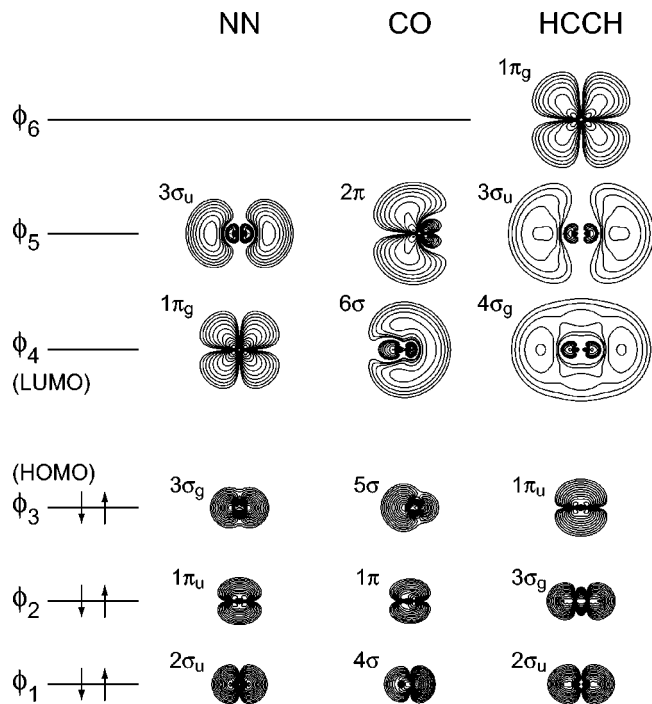 NN CO HCCH
1πg
ϕ6
3σu 2π 3σu
ϕ5
1πg 6σ 4σg
ϕ4
(LUMO)
(HOMO)
3σg 5σ 1πu
ϕ3
1πu 1π 3σg
ϕ2
2σu 4σ 2σu
ϕ1